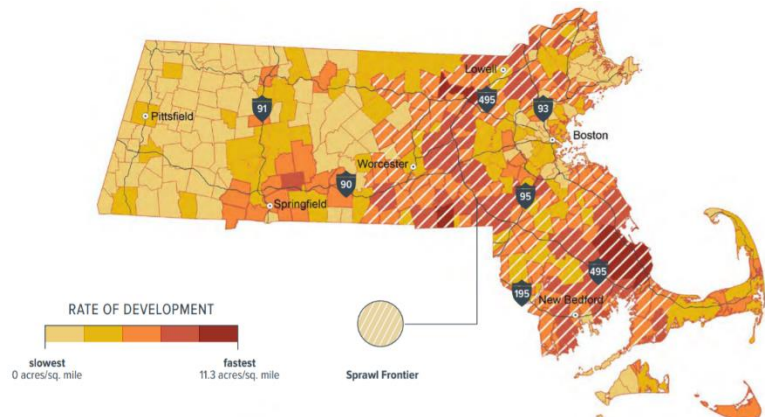 Lowell
495
93
91
Pittsfield
Boston
Worcester
90
95
Springfield
495
195
New Bedford
RATE OF DEVELOPMENT
slowest
0 acres/sq. mile
fastest
11.3 acres/sq. mile
Sprawl Frontier